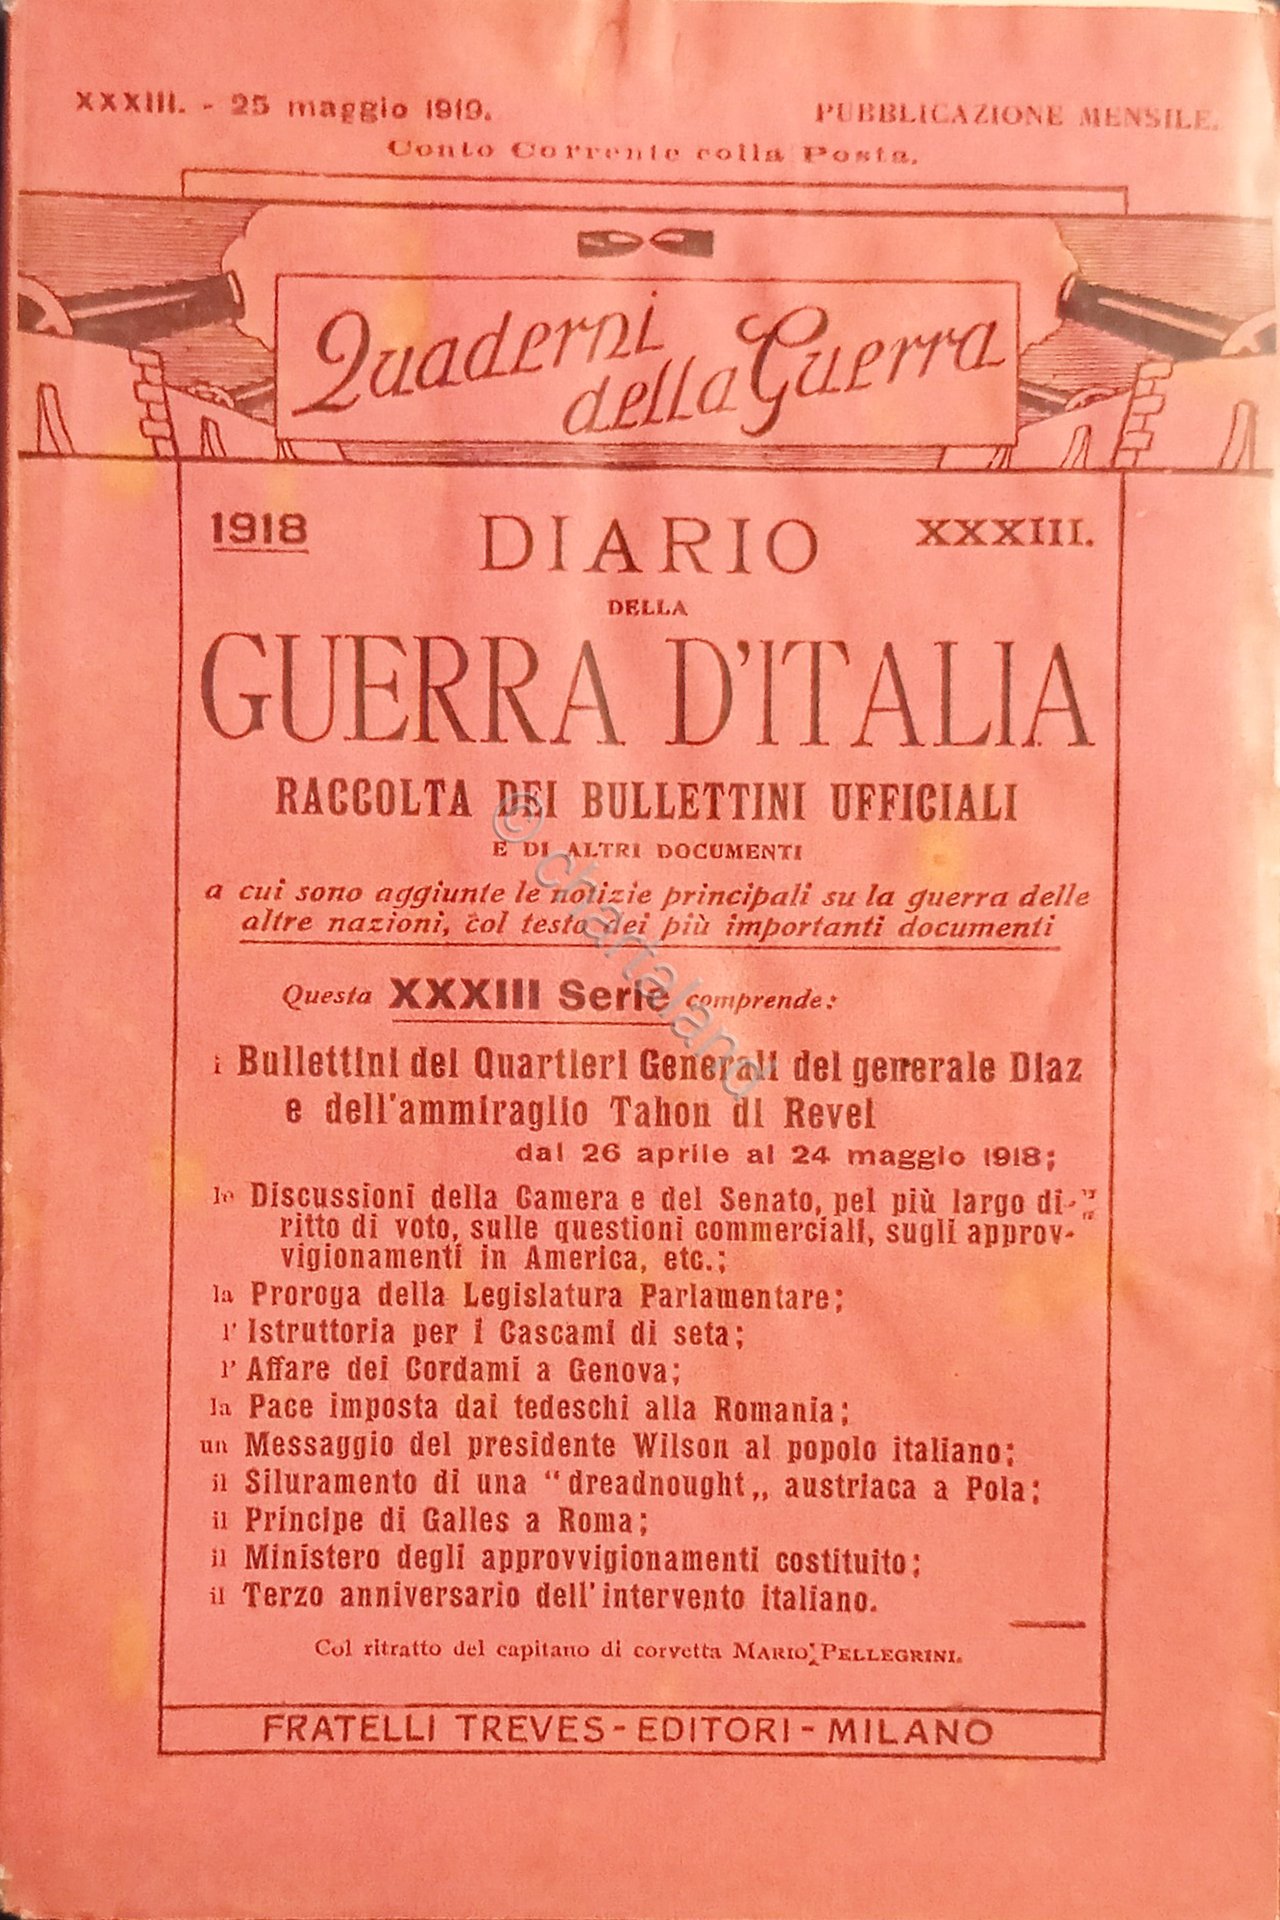 XXXIII. - 25 maggio 1919.
PUBBLICAZIONE MENSILE.
Conto Corrente colla Posta.
Quaderni
della Guerra
1918
DIARIO
XXXIII.
DELLA
GUERRA D'ITALIA
RACCOLTA DEI BULLETTINI UFFICIALI
E DI ALTRI DOCUMENTI
a cui sono aggiunte le notizie principali su la guerra delle
altre nazioni, col testo dei più importanti documenti
Questa XXXIII Serie comprende:
i Bullettini dei Quartieri Generali del generale Diaz
e dell'ammiraglio Tahon di Revel
dal 26 aprile al 24 maggio 1918;
le Discussioni della Camera e del Senato, pel più largo di-
ritto di voto, sulle questioni commerciali, sugli approv-
vigionamenti in America, etc.;
la Proroga della Legislatura Parlamentare;
l'Istruttoria per i Cascami di seta;
l'Affare dei Cordami a Genova;
la Pace imposta dai tedeschi alla Romania;
un Messaggio del presidente Wilson al popolo italiano;
il Siluramento di una "dreadnought„ austriaca a Pola;
il Principe di Galles a Roma;
il Ministero degli approvvigionamenti costituito;
il Terzo anniversario dell'intervento italiano.
Col ritratto del capitano di corvetta MARIO PELLEGRINI.
FRATELLI TREVES - EDITORI - MILANO
© chartaland